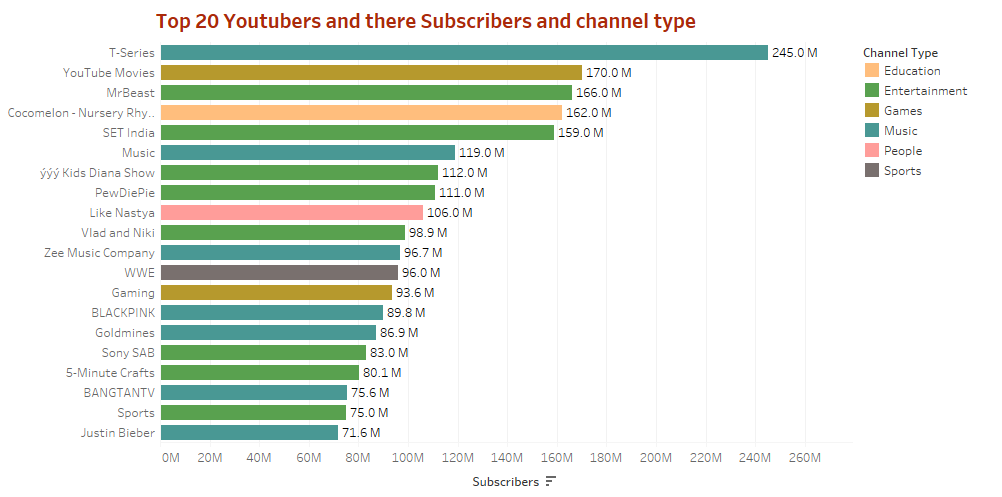 Top 20 Youtubers and there Subscribers and channel type
T-Series 245.0 M
YouTube Movies 170.0 M
MrBeast 166.0 M
Cocomelon - Nursery Rhy.. 162.0 M
SET India 159.0 M
Music 119.0 M
ýýý Kids Diana Show 112.0 M
PewDiePie 111.0 M
Like Nastya 106.0 M
Vlad and Niki 98.9 M
Zee Music Company 96.7 M
WWE 96.0 M
Gaming 93.6 M
BLACKPINK 89.8 M
Goldmines 86.9 M
Sony SAB 83.0 M
5-Minute Crafts 80.1 M
BANGTANTV 75.6 M
Sports 75.0 M
Justin Bieber 71.6 M
0M 20M 40M 60M 80M 100M 120M 140M 160M 180M 200M 220M 240M 260M
Subscribers
Channel Type
Education
Entertainment
Games
Music
People
Sports